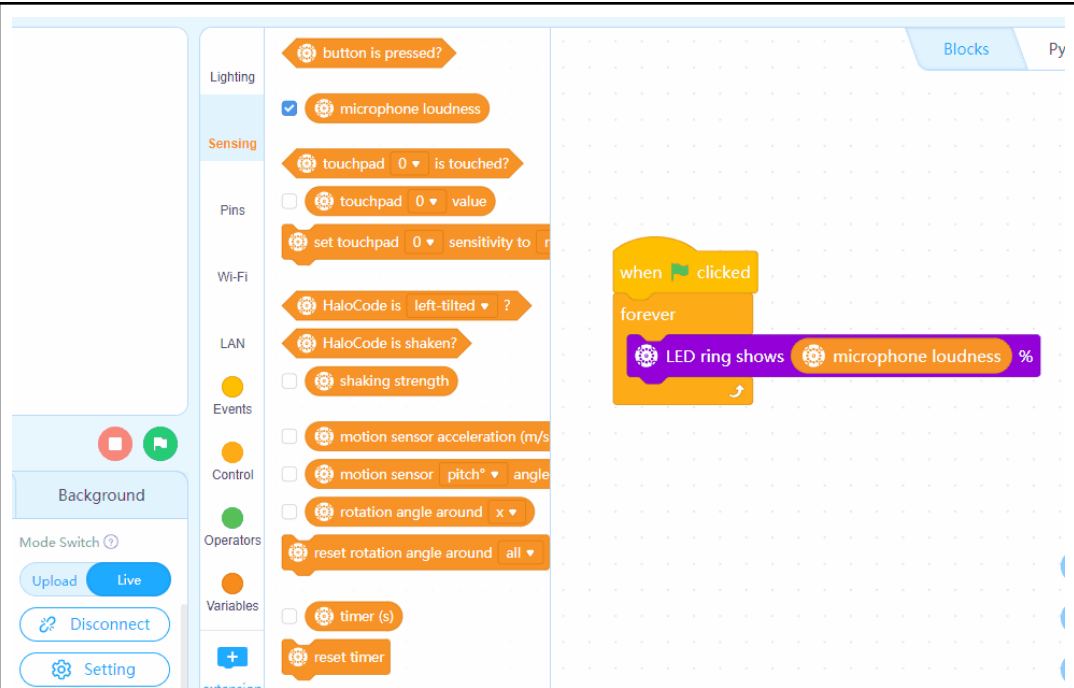 Blocks
Py
Lighting
Sensing
Pins
Wi-Fi
LAN
Events
Control
Operators
Variables
extension
button is pressed?
microphone loudness
touchpad 0 is touched?
touchpad 0 value
set touchpad 0 sensitivity to
HaloCode is left-tilted ?
HaloCode is shaken?
shaking strength
motion sensor acceleration (m/s
motion sensor pitch° angle
rotation angle around x
reset rotation angle around all
timer (s)
reset timer
when clicked
forever
LED ring shows microphone loudness %
Background
Mode Switch ?
Upload Live
Disconnect
Setting